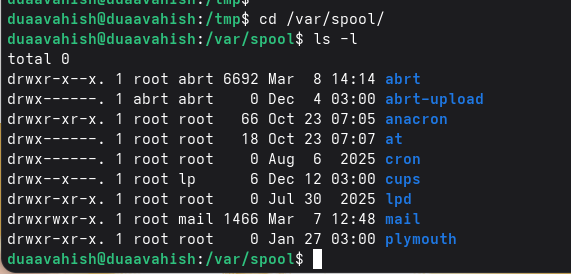 duaavahish@duaavahish:/tmp$
duaavahish@duaavahish:/tmp$ cd /var/spool/
duaavahish@duaavahish:/var/spool$ ls -l
total 0
drwxr-x--x. 1 root abrt 6692 Mar  8 14:14 abrt
drwx------. 1 abrt abrt    0 Dec  4 03:00 abrt-upload
drwxr-xr-x. 1 root root   66 Oct 23 07:05 anacron
drwx------. 1 root root   18 Oct 23 07:07 at
drwx------. 1 root root    0 Aug  6  2025 cron
drwx--x---. 1 root lp      6 Dec 12 03:00 cups
drwxr-xr-x. 1 root root    0 Jul 30  2025 lpd
drwxrwxr-x. 1 root mail 1466 Mar  7 12:48 mail
drwxr-xr-x. 1 root root    0 Jan 27 03:00 plymouth
duaavahish@duaavahish:/var/spool$